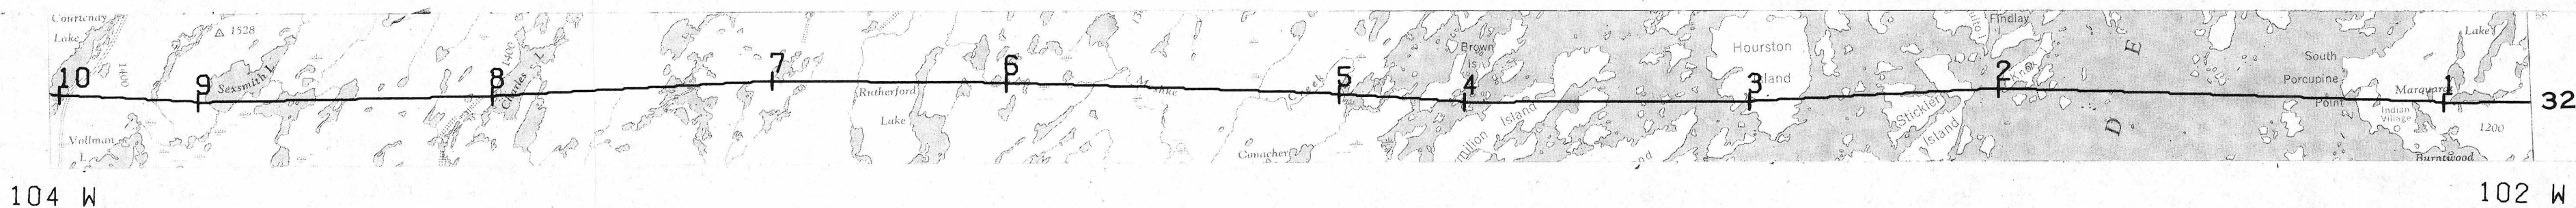 Courtenay
Lake
1528
1400
10
9
Sexsmith L
8
1400
Charles L
7
6
Rutherford
Lake
Vollman
L
5
Creek
Conacher
4
Brown
Is
Island
3
Hourston
Island
2
Findlay
Stickler
Island
E
D
South
Porcupine
Point
Marquard
1
Lake
Indian
Village
1200
Burntwood
32
104 W
102 W